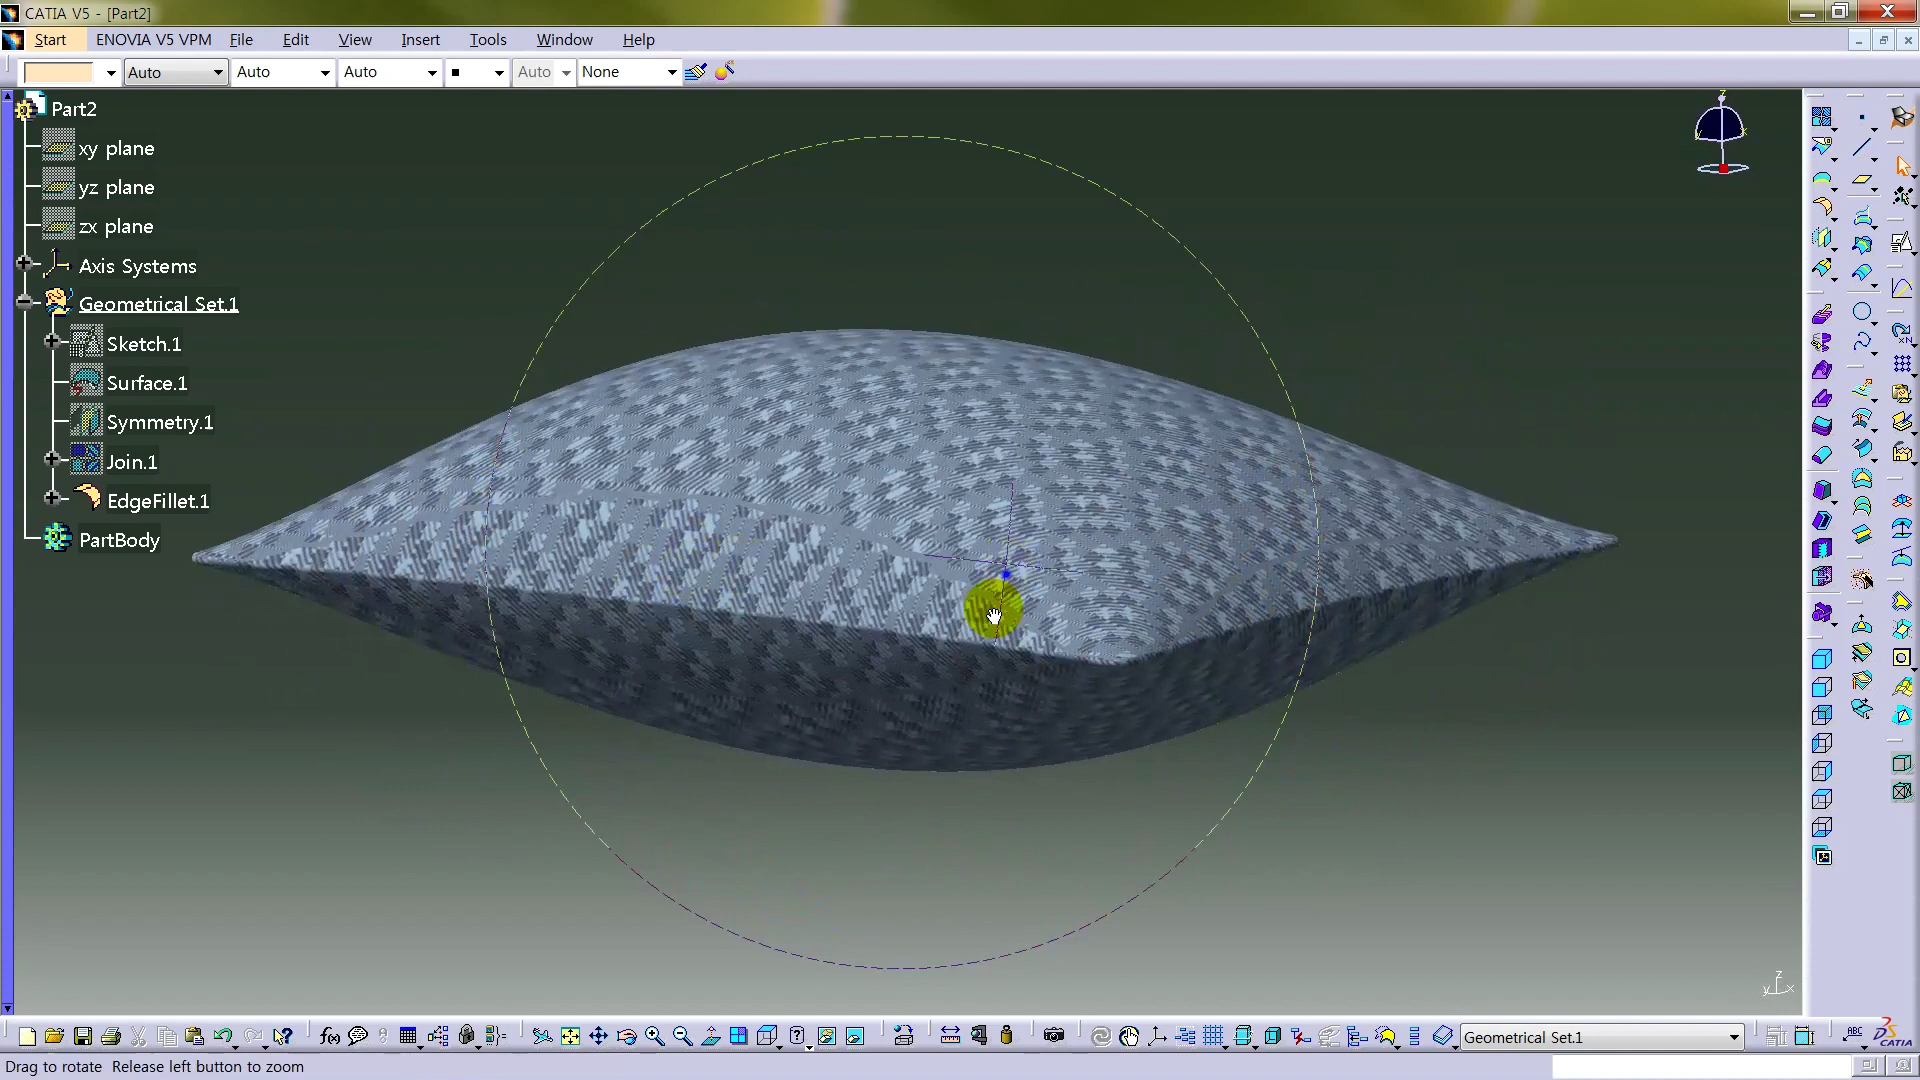 CATIA V5 - [Part2]
Start ENOVIA V5 VPM File Edit View Insert Tools Window Help
Auto Auto Auto Auto None
Part2
xy plane
yz plane
zx plane
Axis Systems
Geometrical Set.1
Sketch.1
Surface.1
Symmetry.1
Join.1
EdgeFillet.1
PartBody
z
z
y x
f(x) Geometrical Set.1 ABC CATIA
Drag to rotate Release left button to zoom